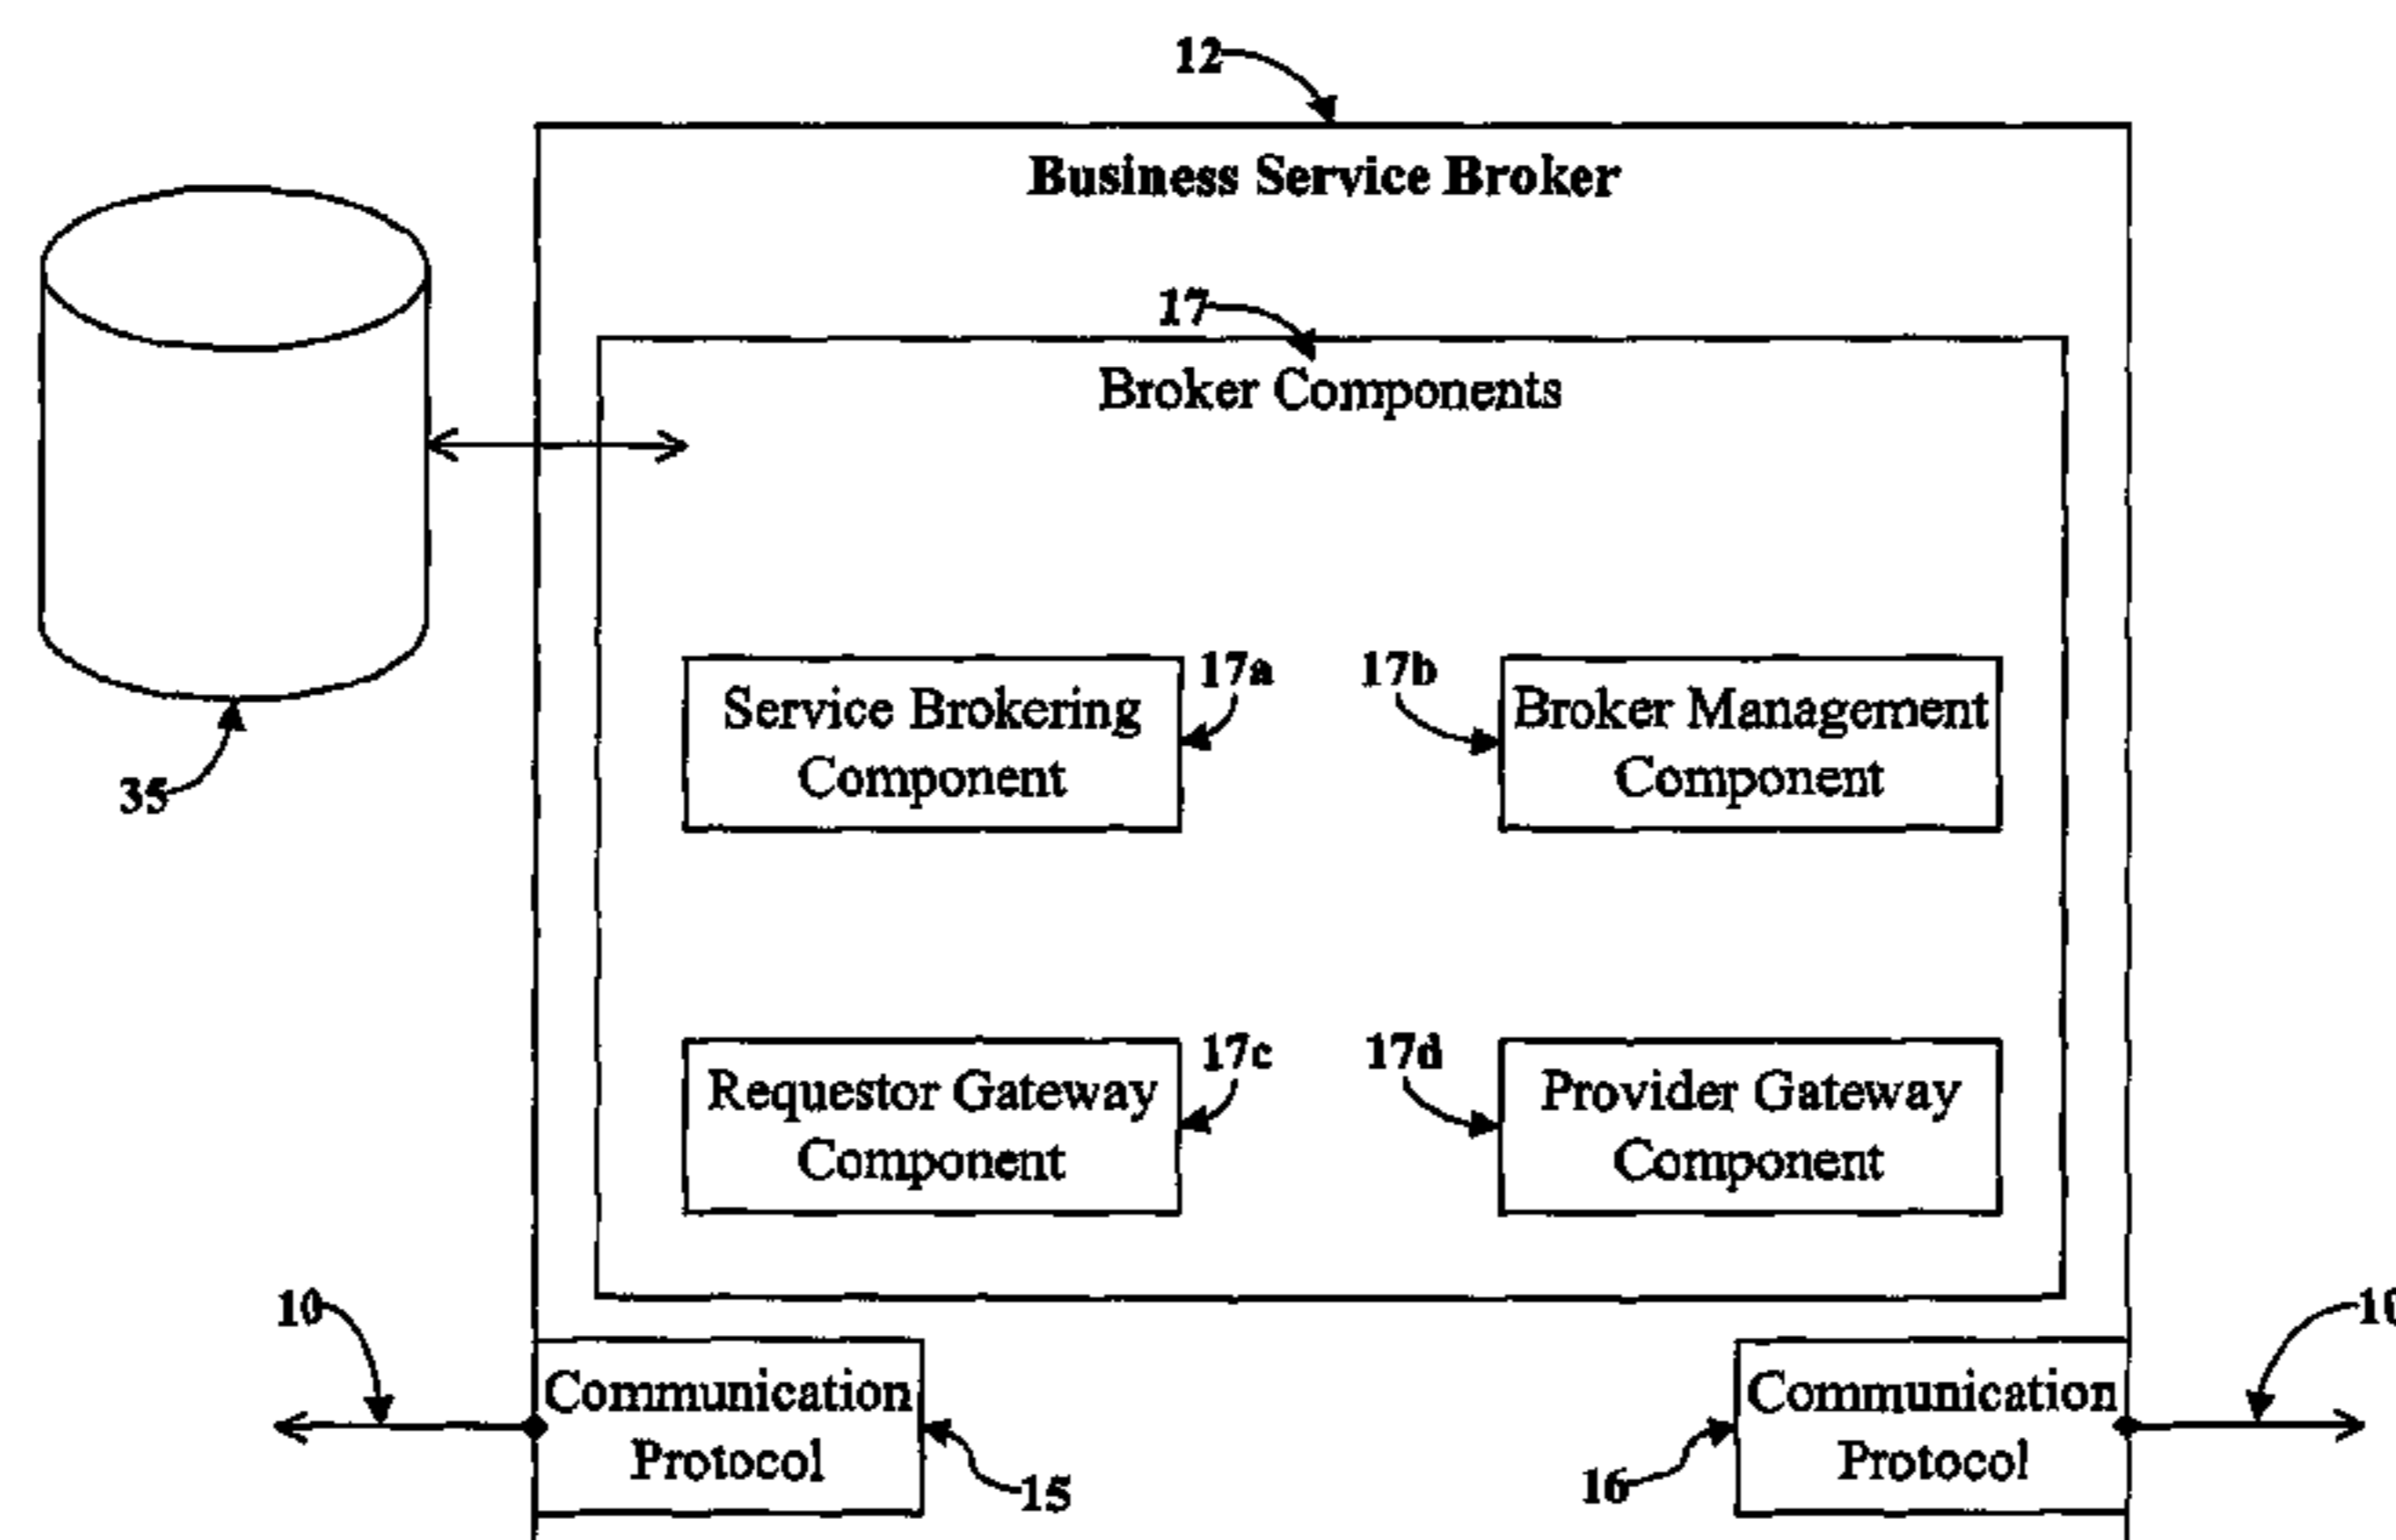 12
Business Service Broker
17
Broker Components
17a
17b
Service Brokering
Component
Broker Management
Component
35
17c
17d
Requestor Gateway
Component
Provider Gateway
Component
10
10
Communication
Protocol
Communication
Protocol
15
16